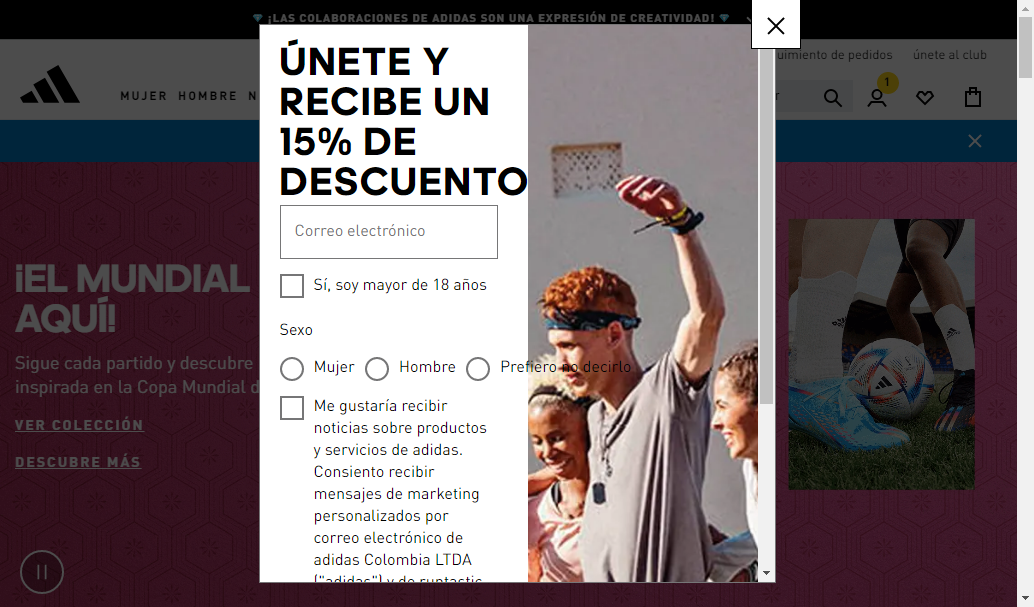 ¡LAS COLABORACIONES DE ADIDAS SON UNA EXPRESIÓN DE CREATIVIDAD!
uimiento de pedidos
únete al club
MUJER HOMBRE N
1
ÚNETE Y
RECIBE UN
15% DE
DESCUENTO
Correo electrónico
Sí, soy mayor de 18 años
Sexo
Mujer
Hombre
Prefiero no decirlo
Me gustaría recibir
noticias sobre productos
y servicios de adidas.
Consiento recibir
mensajes de marketing
personalizados por
correo electrónico de
adidas Colombia LTDA
("adidas") y de runtastic
¡EL MUNDIAL
AQUÍ!
Sigue cada partido y descubre
inspirada en la Copa Mundial d
VER COLECCIÓN
DESCUBRE MÁS